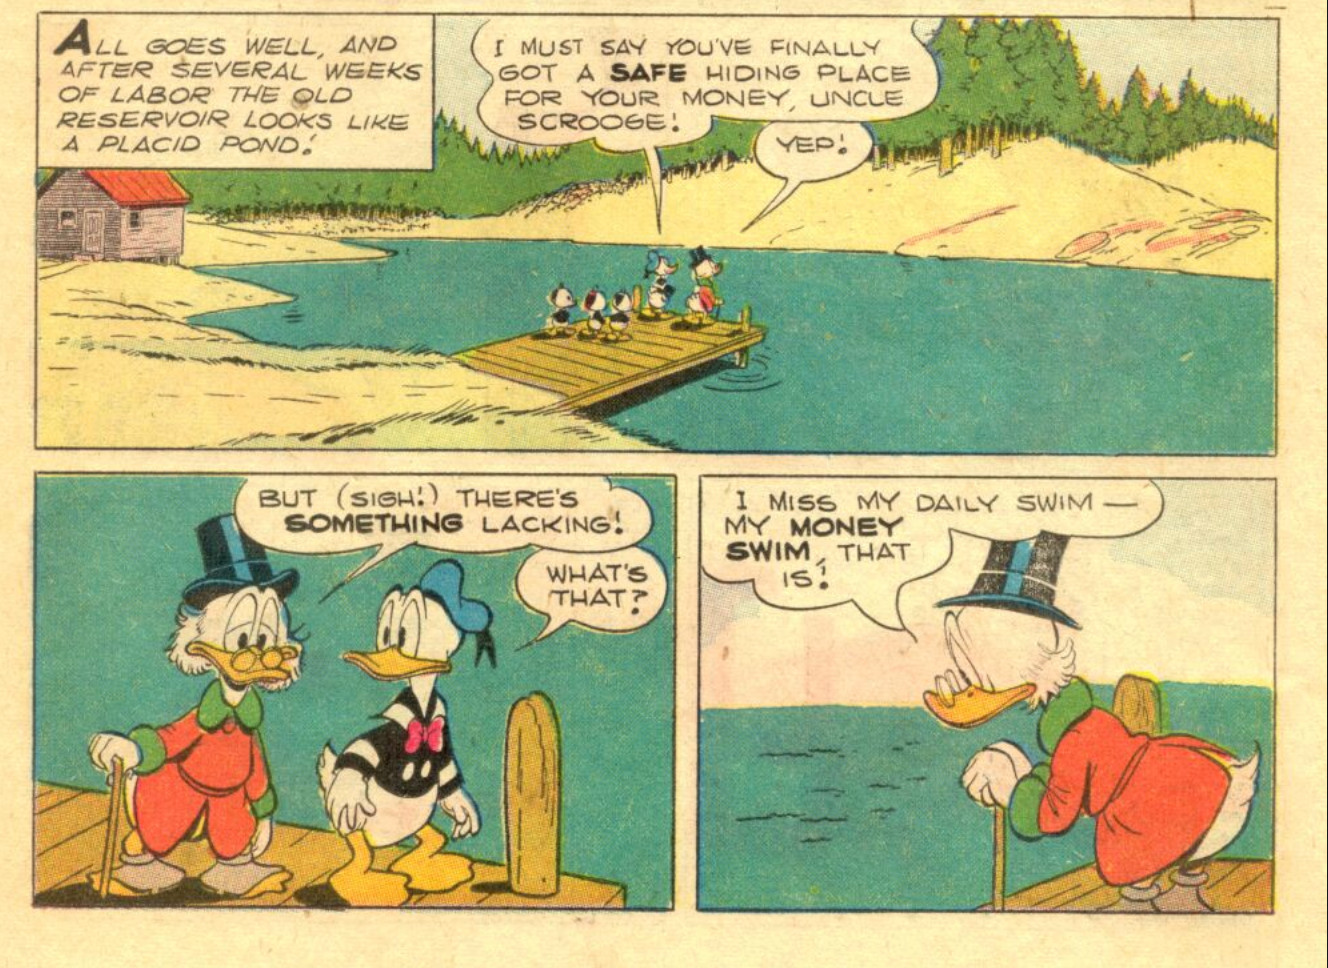 ALL GOES WELL, AND
AFTER SEVERAL WEEKS
OF LABOR THE OLD
RESERVOIR LOOKS LIKE
A PLACID POND!
I MUST SAY YOU'VE FINALLY
GOT A SAFE HIDING PLACE
FOR YOUR MONEY, UNCLE
SCROOGE!
YEP!
BUT (SIGH!) THERE'S
SOMETHING LACKING!
WHAT'S
THAT?
I MISS MY DAILY SWIM —
MY MONEY
SWIM, THAT
IS!